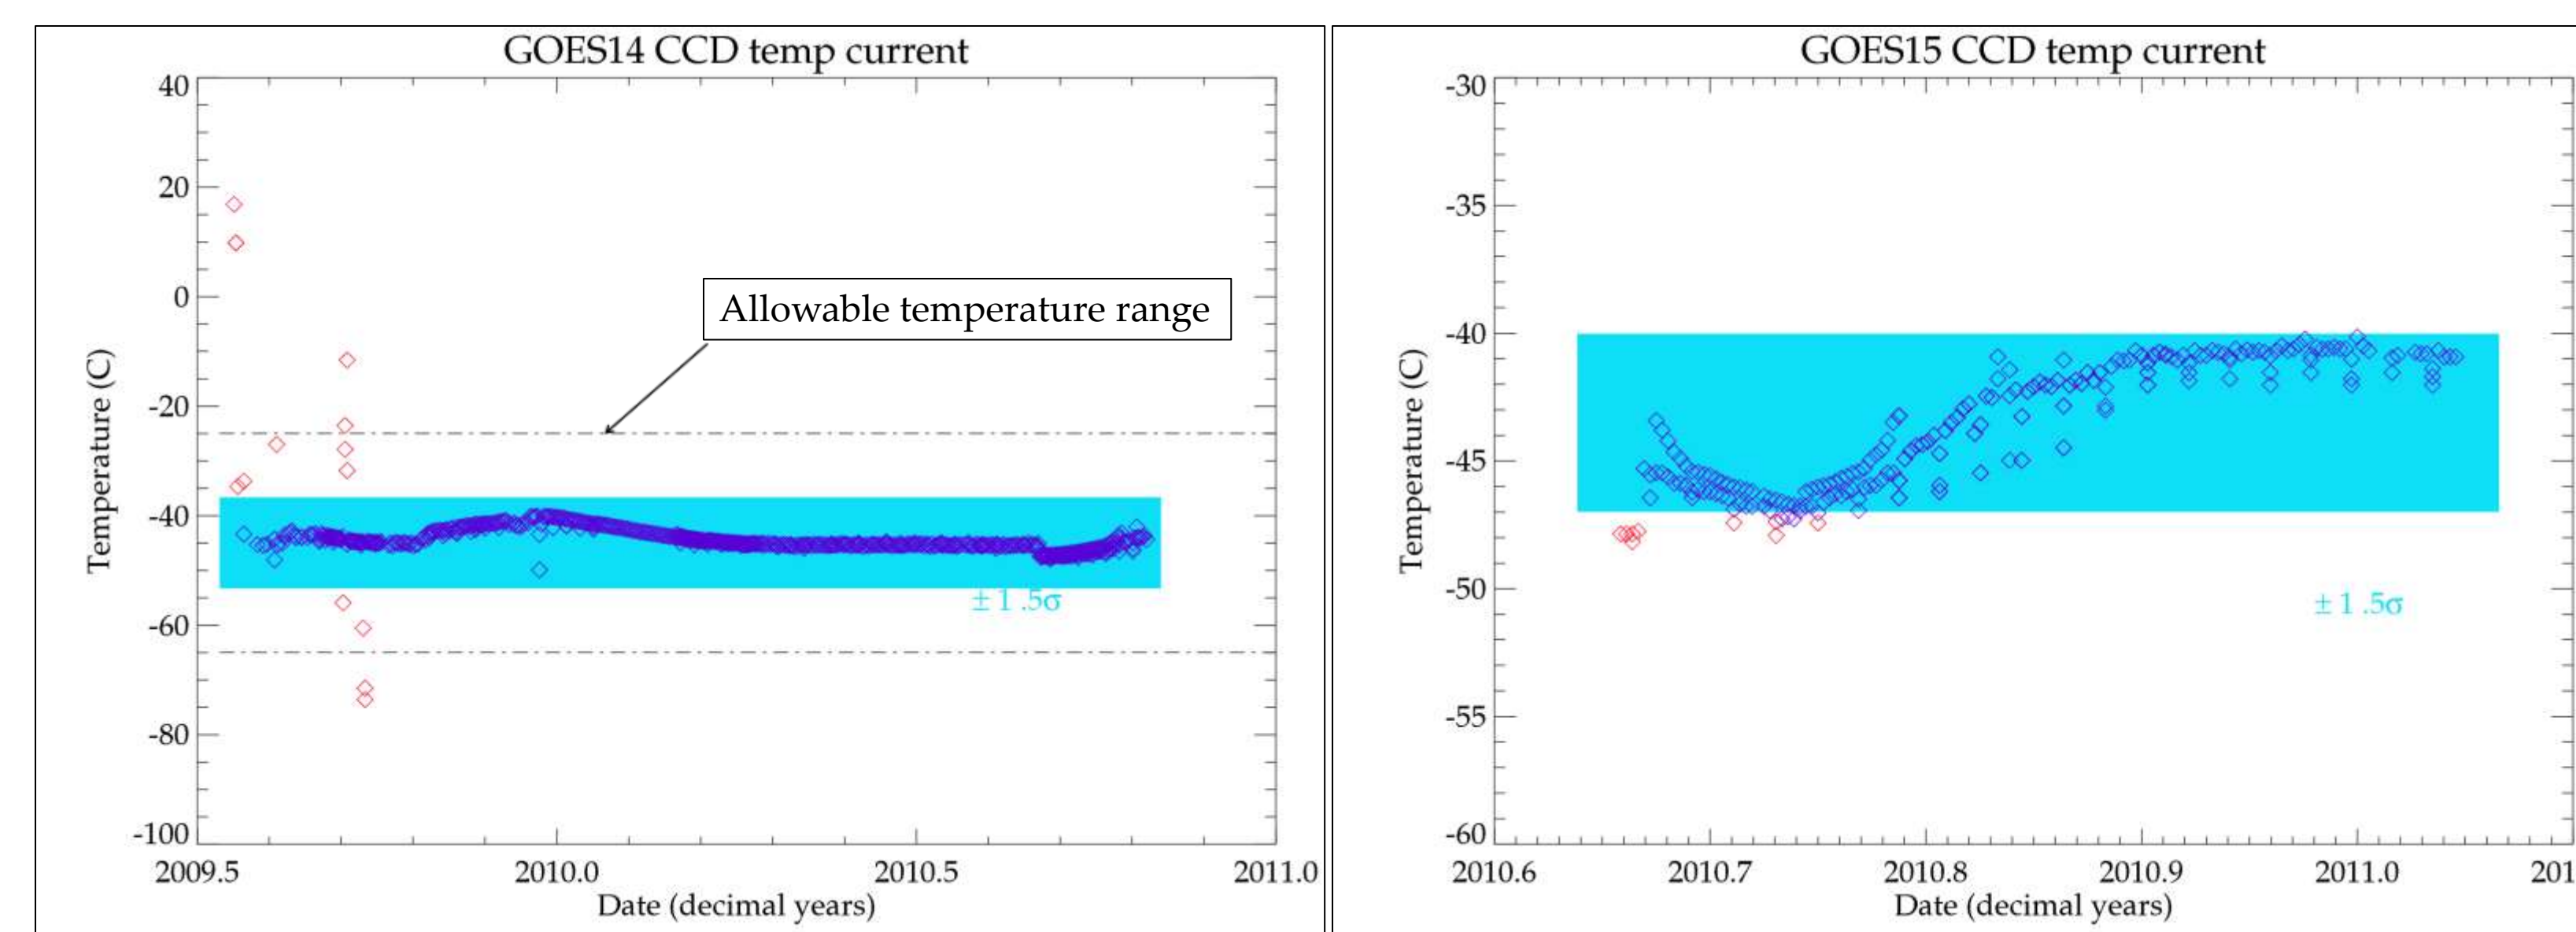 GOES14 CCD temp current
40
20
0
-20
-40
-60
-80
-100
Temperature (C)
Allowable temperature range
± 1 .5σ
2009.5 2010.0 2010.5 2011.0
Date (decimal years)
GOES15 CCD temp current
-30
-35
-40
-45
-50
-55
-60
Temperature (C)
± 1 .5σ
2010.6 2010.7 2010.8 2010.9 2011.0 201
Date (decimal years)